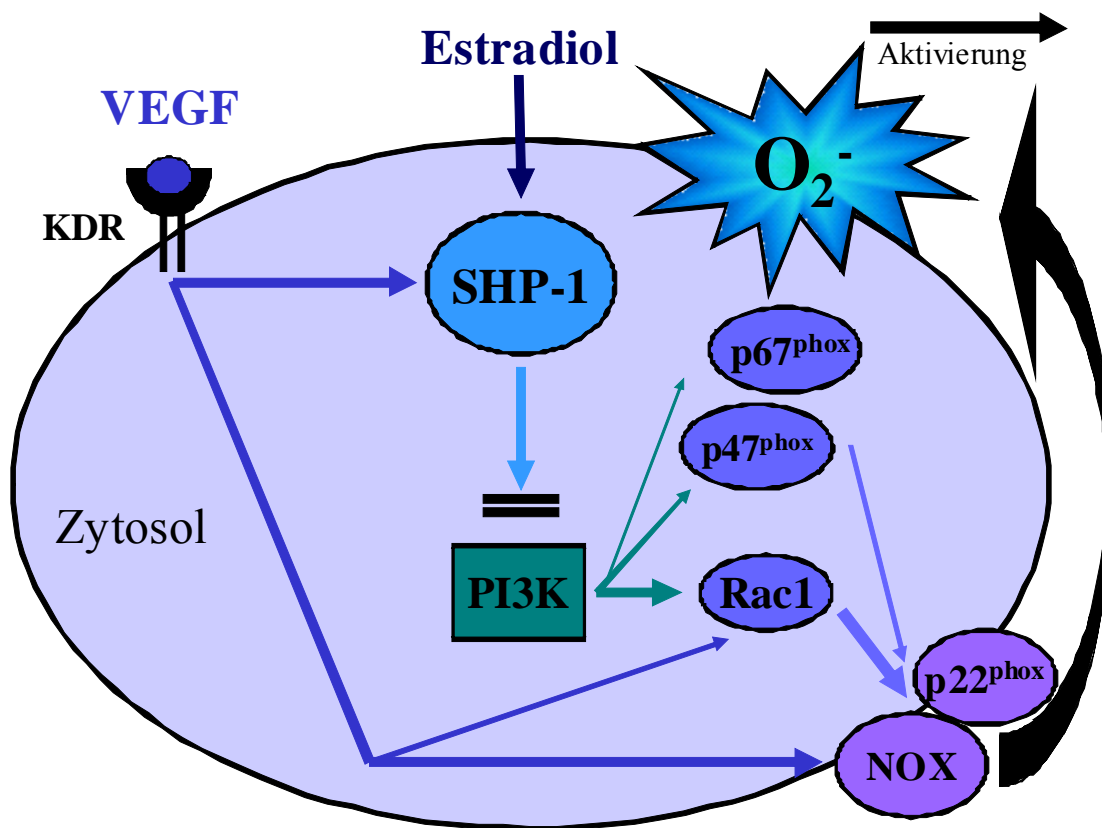 Estradiol
Aktivierung
VEGF
O₂⁻
KDR
SHP-1
p67ᵖʰᵒˣ
p47ᵖʰᵒˣ
Zytosol
PI3K
Rac1
p22ᵖʰᵒˣ
NOX